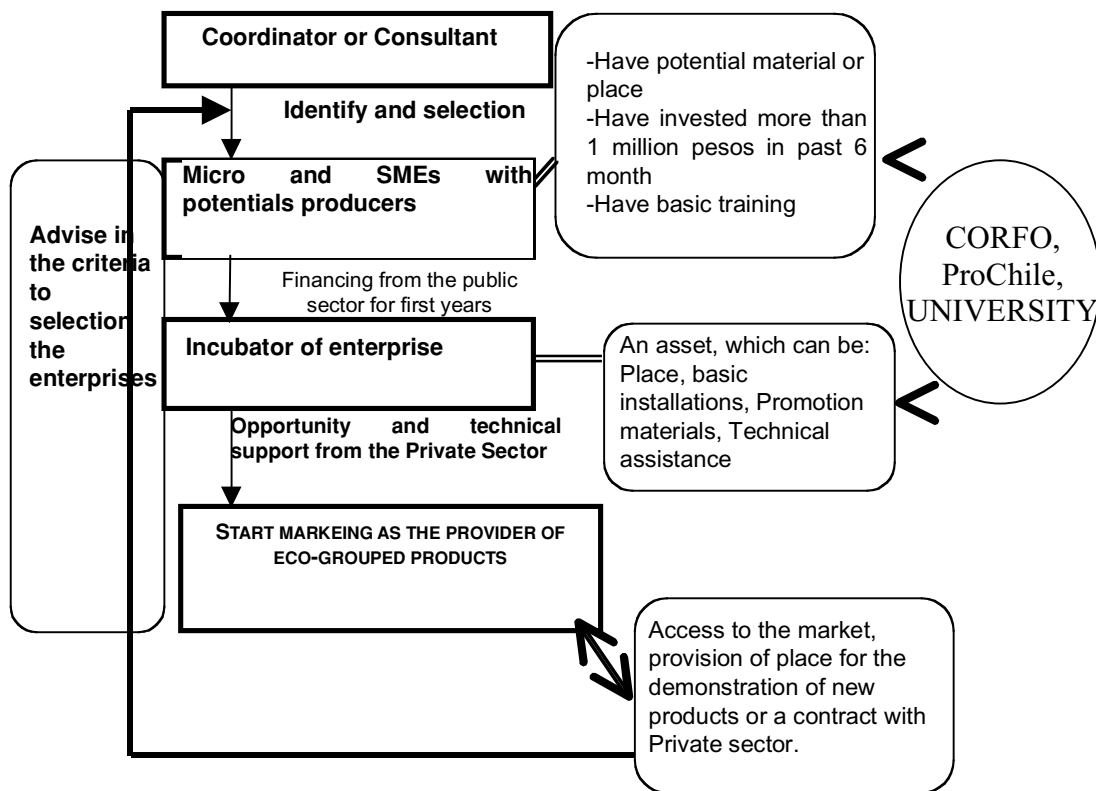 Coordinator or Consultant
Identify and selection
-Have potential material or
place
-Have invested more than
1 million pesos in past 6
month
-Have basic training
Micro and SMEs with
potentials producers
Advise in
the criteria
to
selection
the
enterprises
CORFO,
ProChile,
UNIVERSITY
Financing from the public
sector for first years
Incubator of enterprise
An asset, which can be:
Place, basic
installations, Promotion
materials, Technical
assistance
Opportunity and technical
support from the Private Sector
START MARKEING AS THE PROVIDER OF
ECO-GROUPED PRODUCTS
Access to the market,
provision of place for the
demonstration of new
products or a contract with
Private sector.